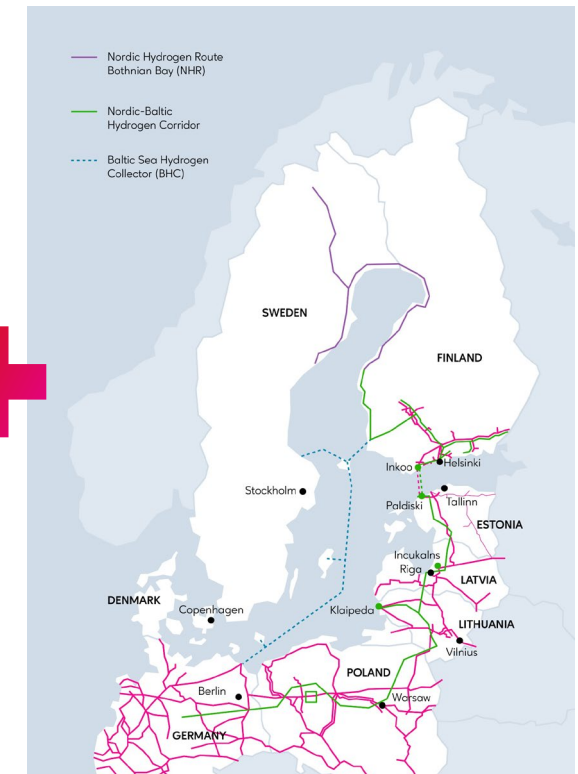 Nordic Hydrogen Route
Bothnian Bay (NHR)
Nordic-Baltic
Hydrogen Corridor
Baltic Sea Hydrogen
Collector (BHC)
SWEDEN
FINLAND
Inkoo
Helsinki
Stockholm
Paldiski
Tallinn
ESTONIA
Incukalns
Riga
LATVIA
DENMARK
Copenhagen
Klaipeda
LITHUANIA
Vilnius
POLAND
Berlin
Warsaw
GERMANY